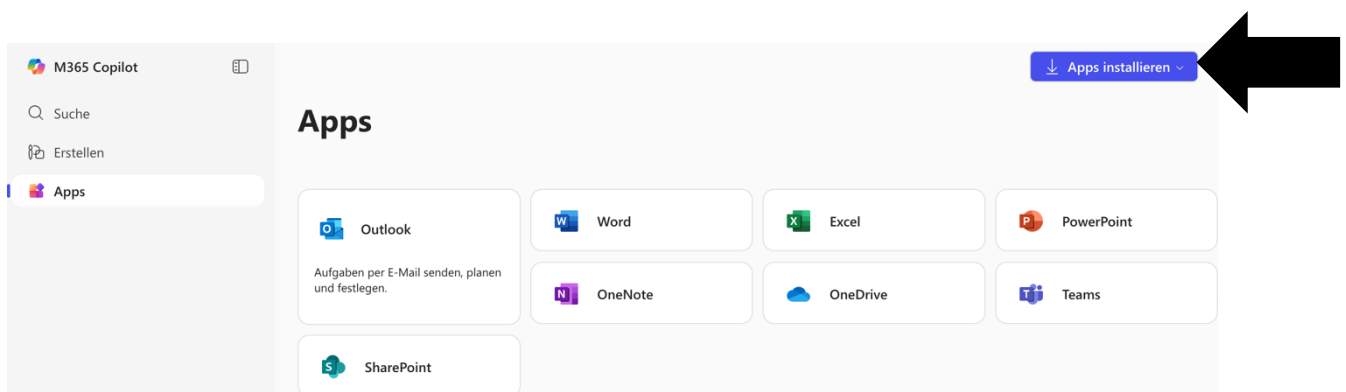 M365 Copilot
Apps installieren
Suche
Apps
Erstellen
Apps
Outlook
Aufgaben per E-Mail senden, planen
und festlegen.
Word
Excel
PowerPoint
OneNote
OneDrive
Teams
SharePoint